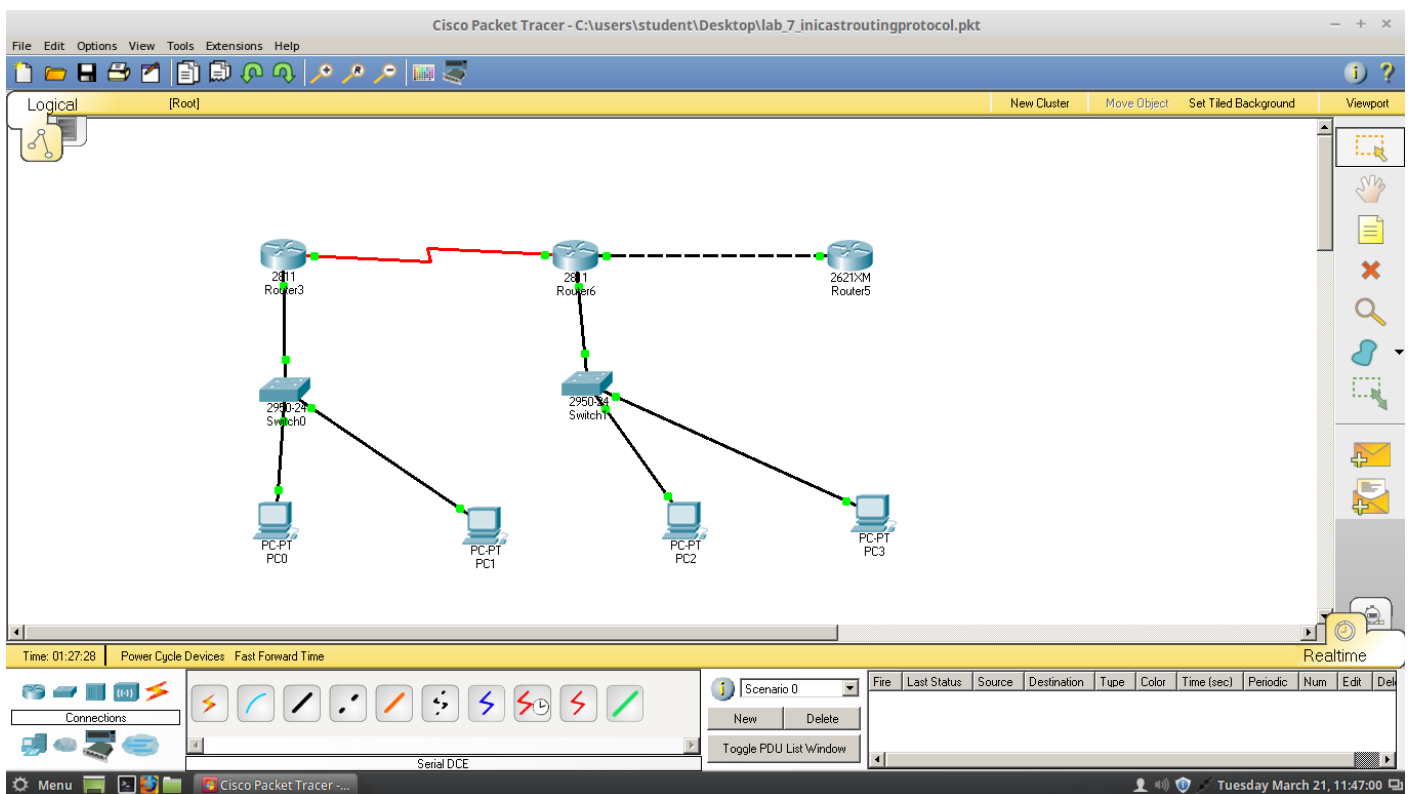 Cisco Packet Tracer - C:\users\student\Desktop\lab_7_inicastroutingprotocol.pkt
File Edit Options View Tools Extensions Help
Logical [Root] New Cluster Move Object Set Tiled Background Viewport
2811
Router3
2811
Router6
2621XM
Router5
2950-24
Switch0
2950-24
Switch1
PC-PT
PC0
PC-PT
PC1
PC-PT
PC2
PC-PT
PC3
Time: 01:27:28 Power Cycle Devices Fast Forward Time Realtime
Connections
Serial DCE
Scenario 0
New Delete
Toggle PDU List Window
Fire Last Status Source Destination Type Color Time (sec) Periodic Num Edit Del
Menu Cisco Packet Tracer -... Tuesday March 21, 11:47:00